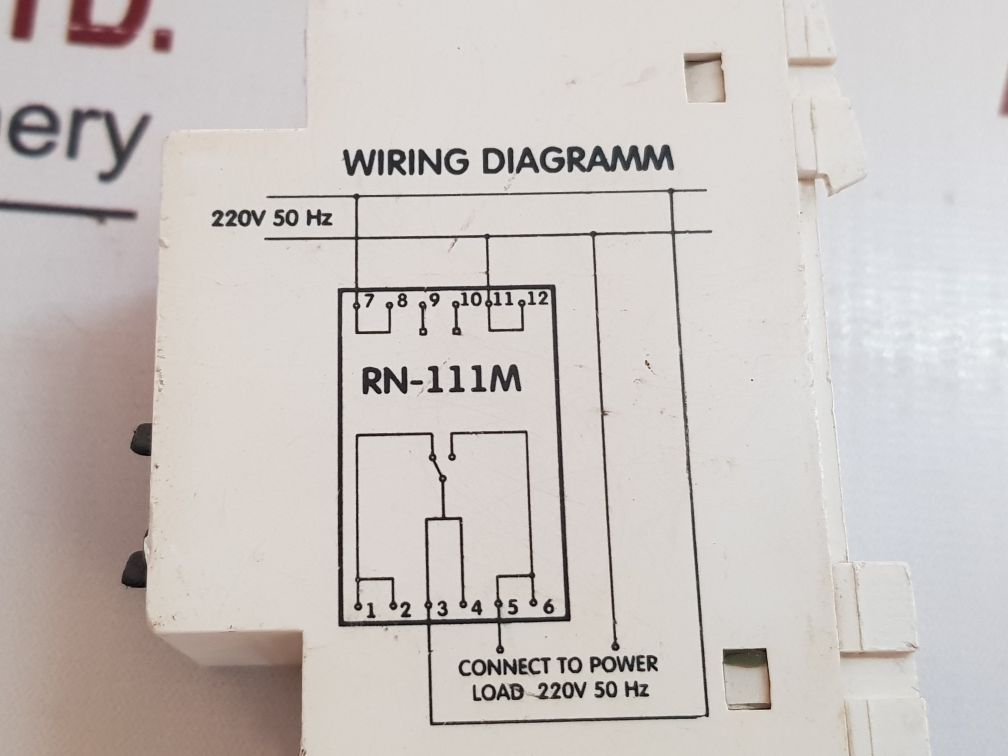 TD.
ery
WIRING DIAGRAMM
220V 50 Hz
7 8 9 10 11 12
RN-111M
1 2 3 4 5 6
CONNECT TO POWER
LOAD 220V 50 Hz